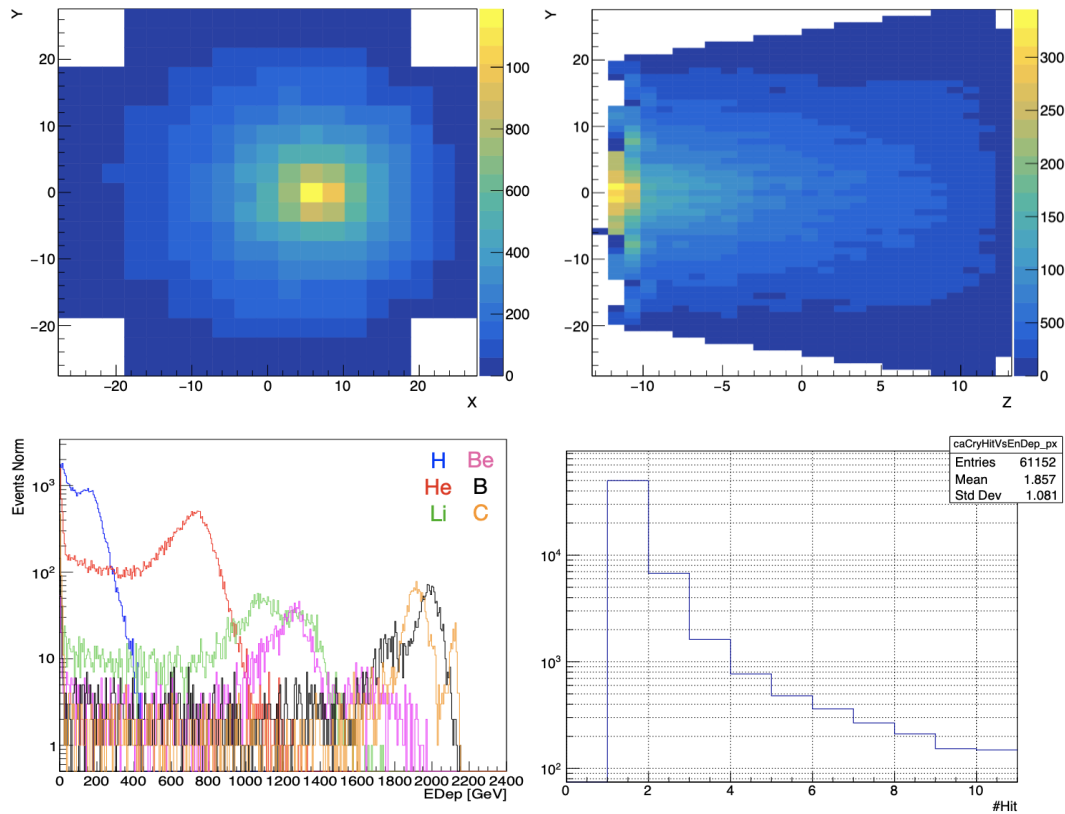 Y
20
10
0
−10
−20
−20
−10
0
10
20
X
100
800
600
400
200
0
Y
20
10
0
−10
−20
−10
−5
0
5
10
Z
300
350
200
150
100
500
0
Events Norm
10³
10²
10
1
H Be
He B
Li C
0 200 400 600 800 1000 1200 1400 1600 1800 2000 2200 2400
EDep [GeV]
caCryHitVsEnDep_px
Entries 61152
Mean 1.857
Std Dev 1.081
10⁴
10³
10²
0 2 4 6 8 10
#Hit